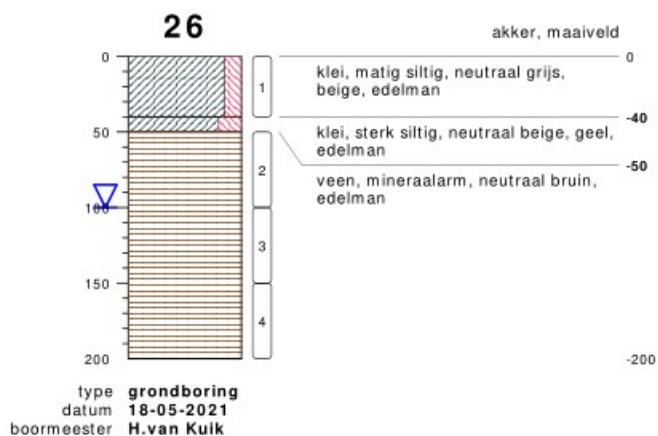 26
akker, maaiveld
0
0
klei, matig siltig, neutraal grijs,
beige, edelman
1
-40
klei, sterk siltig, neutraal beige, geel,
edelman
50
-50
veen, mineraalarm, neutraal bruin,
edelman
2
100
3
150
4
200
-200
type grondboring
datum 18-05-2021
boormeester H.van Kuik